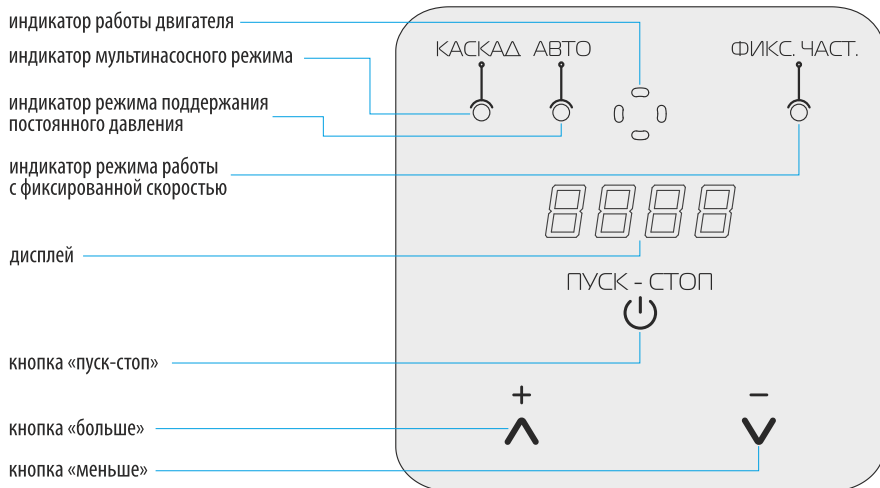 индикатор работы двигателя
индикатор мультинасосного режима
индикатор режима поддержания
постоянного давления
индикатор режима работы
с фиксированной скоростью
дисплей
кнопка «пуск-стоп»
кнопка «больше»
кнопка «меньше»
КАСКАД АВТО ФИКС. ЧАСТ.
8888
ПУСК - СТОП
+ −